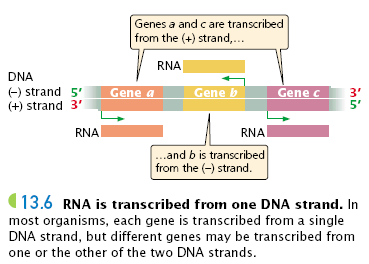 Genes a and c are transcribed
from the (+) strand,…
RNA
DNA
(–) strand 5′ Gene a Gene b Gene c 3′
(+) strand 3′ 5′
RNA RNA
…and b is transcribed
from the (–) strand.
13.6 RNA is transcribed from one DNA strand. In
most organisms, each gene is transcribed from a single
DNA strand, but different genes may be transcribed from
one or the other of the two DNA strands.